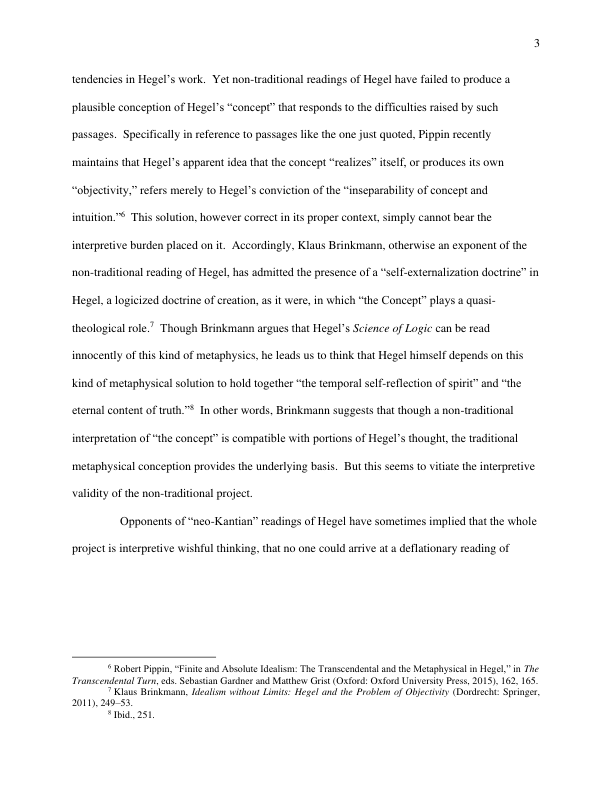 3
tendencies in Hegel’s work.  Yet non-traditional readings of Hegel have failed to produce a
plausible conception of Hegel’s “concept” that responds to the difficulties raised by such
passages.  Specifically in reference to passages like the one just quoted, Pippin recently
maintains that Hegel’s apparent idea that the concept “realizes” itself, or produces its own
“objectivity,” refers merely to Hegel’s conviction of the “inseparability of concept and
intuition.”6  This solution, however correct in its proper context, simply cannot bear the
interpretive burden placed on it.  Accordingly, Klaus Brinkmann, otherwise an exponent of the
non-traditional reading of Hegel, has admitted the presence of a “self-externalization doctrine” in
Hegel, a logicized doctrine of creation, as it were, in which “the Concept” plays a quasi-
theological role.7  Though Brinkmann argues that Hegel’s Science of Logic can be read
innocently of this kind of metaphysics, he leads us to think that Hegel himself depends on this
kind of metaphysical solution to hold together “the temporal self-reflection of spirit” and “the
eternal content of truth.”8  In other words, Brinkmann suggests that though a non-traditional
interpretation of “the concept” is compatible with portions of Hegel’s thought, the traditional
metaphysical conception provides the underlying basis.  But this seems to vitiate the interpretive
validity of the non-traditional project.
Opponents of “neo-Kantian” readings of Hegel have sometimes implied that the whole
project is interpretive wishful thinking, that no one could arrive at a deflationary reading of
6 Robert Pippin, “Finite and Absolute Idealism: The Transcendental and the Metaphysical in Hegel,” in The
Transcendental Turn, eds. Sebastian Gardner and Matthew Grist (Oxford: Oxford University Press, 2015), 162, 165.
7 Klaus Brinkmann, Idealism without Limits: Hegel and the Problem of Objectivity (Dordrecht: Springer,
2011), 249–53.
8 Ibid., 251.